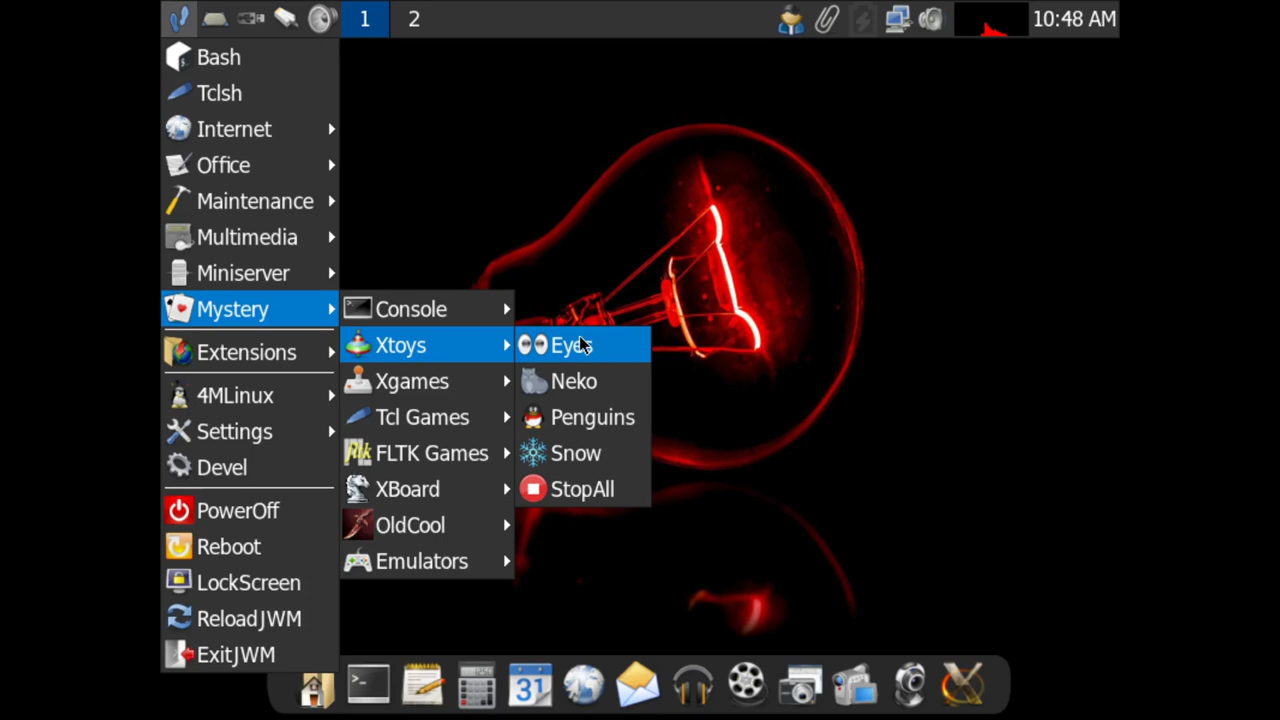 1 2 10:48 AM
Bash
Tclsh
Internet
Office
Maintenance
Multimedia
Miniserver
Mystery
Extensions
4MLinux
Settings
Devel
PowerOff
Reboot
LockScreen
ReloadJWM
ExitJWM
Console
Xtoys
Xgames
Tcl Games
FLTK Games
XBoard
OldCool
Emulators
Eyes
Neko
Penguins
Snow
StopAll
31